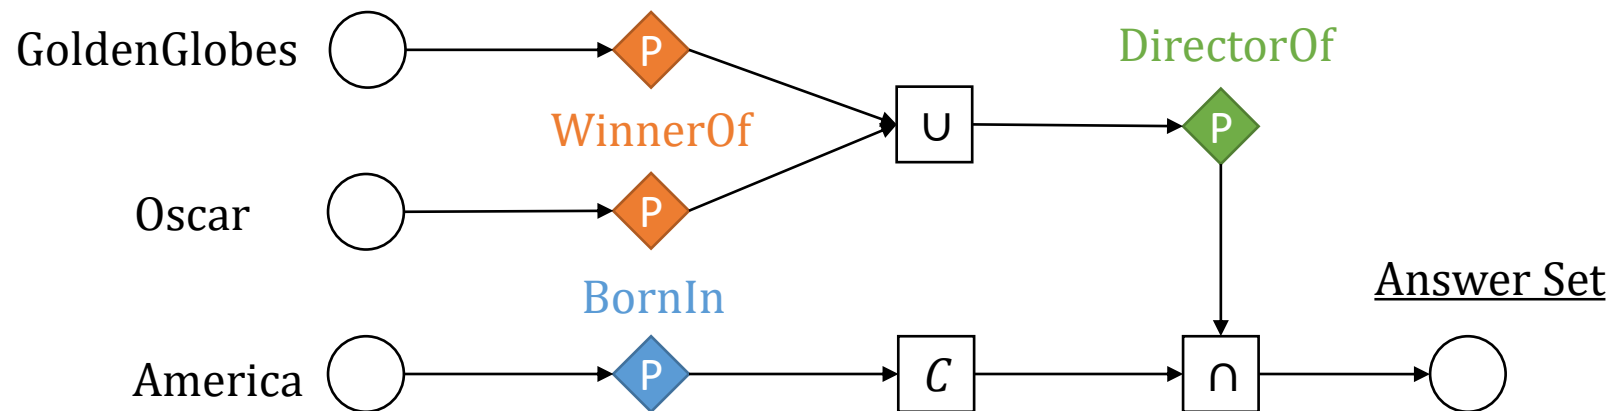 GoldenGlobes
P
DirectorOf
WinnerOf
∪
P
Oscar
P
BornIn
Answer Set
America
P
C
∩